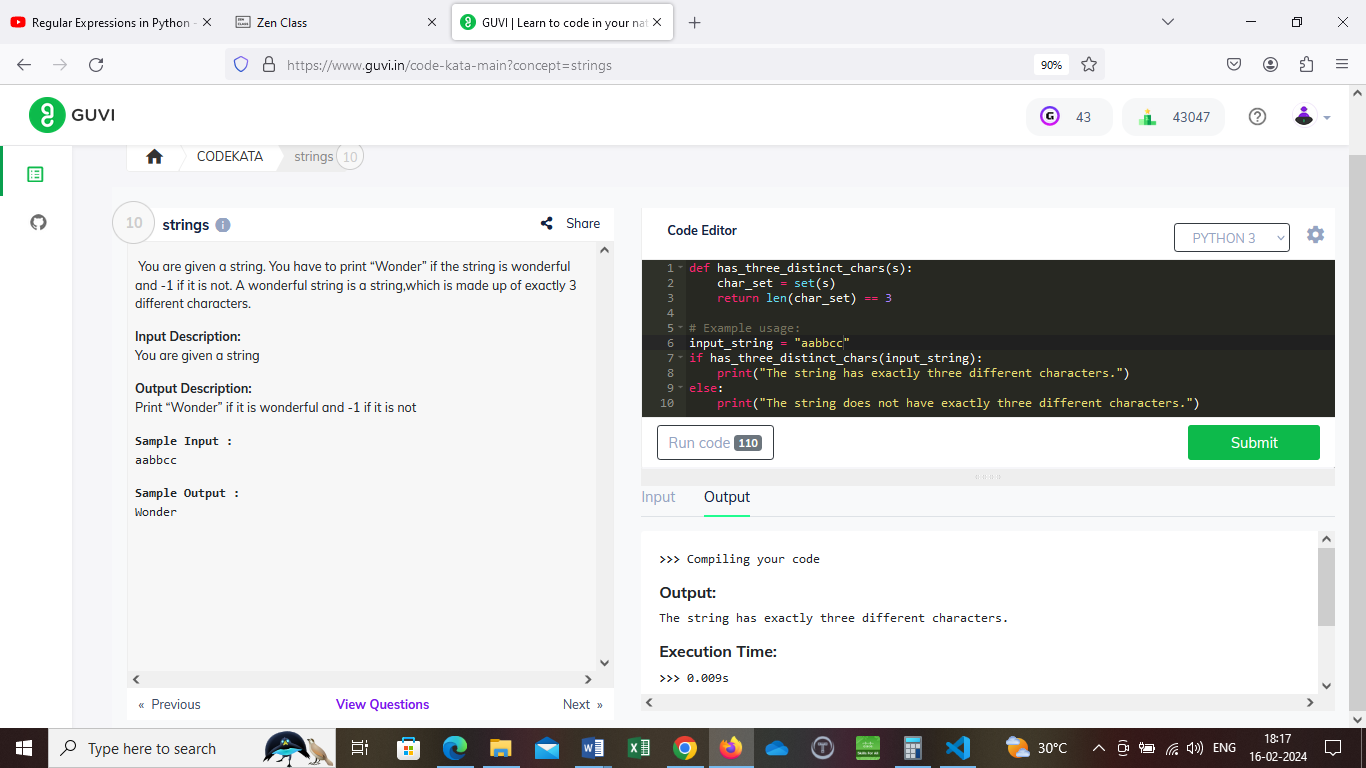 Regular Expressions in Python -
Zen Class
GUVI | Learn to code in your nat
https://www.guvi.in/code-kata-main?concept=strings
90%
GUVI
G
43
43047
CODEKATA
strings 10
10
strings
Share
You are given a string. You have to print “Wonder” if the string is wonderful
and -1 if it is not. A wonderful string is a string,which is made up of exactly 3
different characters.
Input Description:
You are given a string
Output Description:
Print “Wonder” if it is wonderful and -1 if it is not
Sample Input :
aabbcc
Sample Output :
Wonder
« Previous
View Questions
Next »
Code Editor
PYTHON 3
1 def has_three_distinct_chars(s):
2 char_set = set(s)
3 return len(char_set) == 3
4
5 # Example usage:
6 input_string = "aabbcc"
7 if has_three_distinct_chars(input_string):
8 print("The string has exactly three different characters.")
9 else:
10 print("The string does not have exactly three different characters.")
Run code 110
Submit
Input
Output
>>> Compiling your code
Output:
The string has exactly three different characters.
Execution Time:
>>> 0.009s
Type here to search
30°C
ENG
18:17
16-02-2024